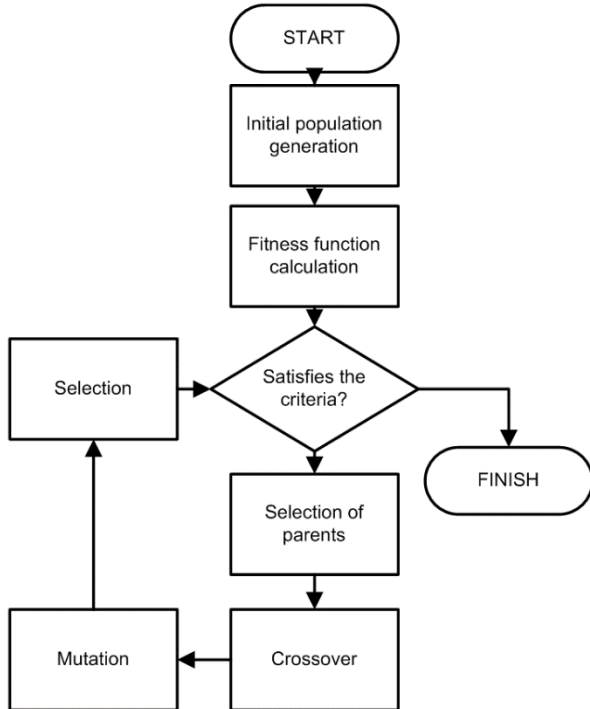 START
Initial population
generation
Fitness function
calculation
Satisfies the
criteria?
Selection
FINISH
Selection of
parents
Mutation
Crossover